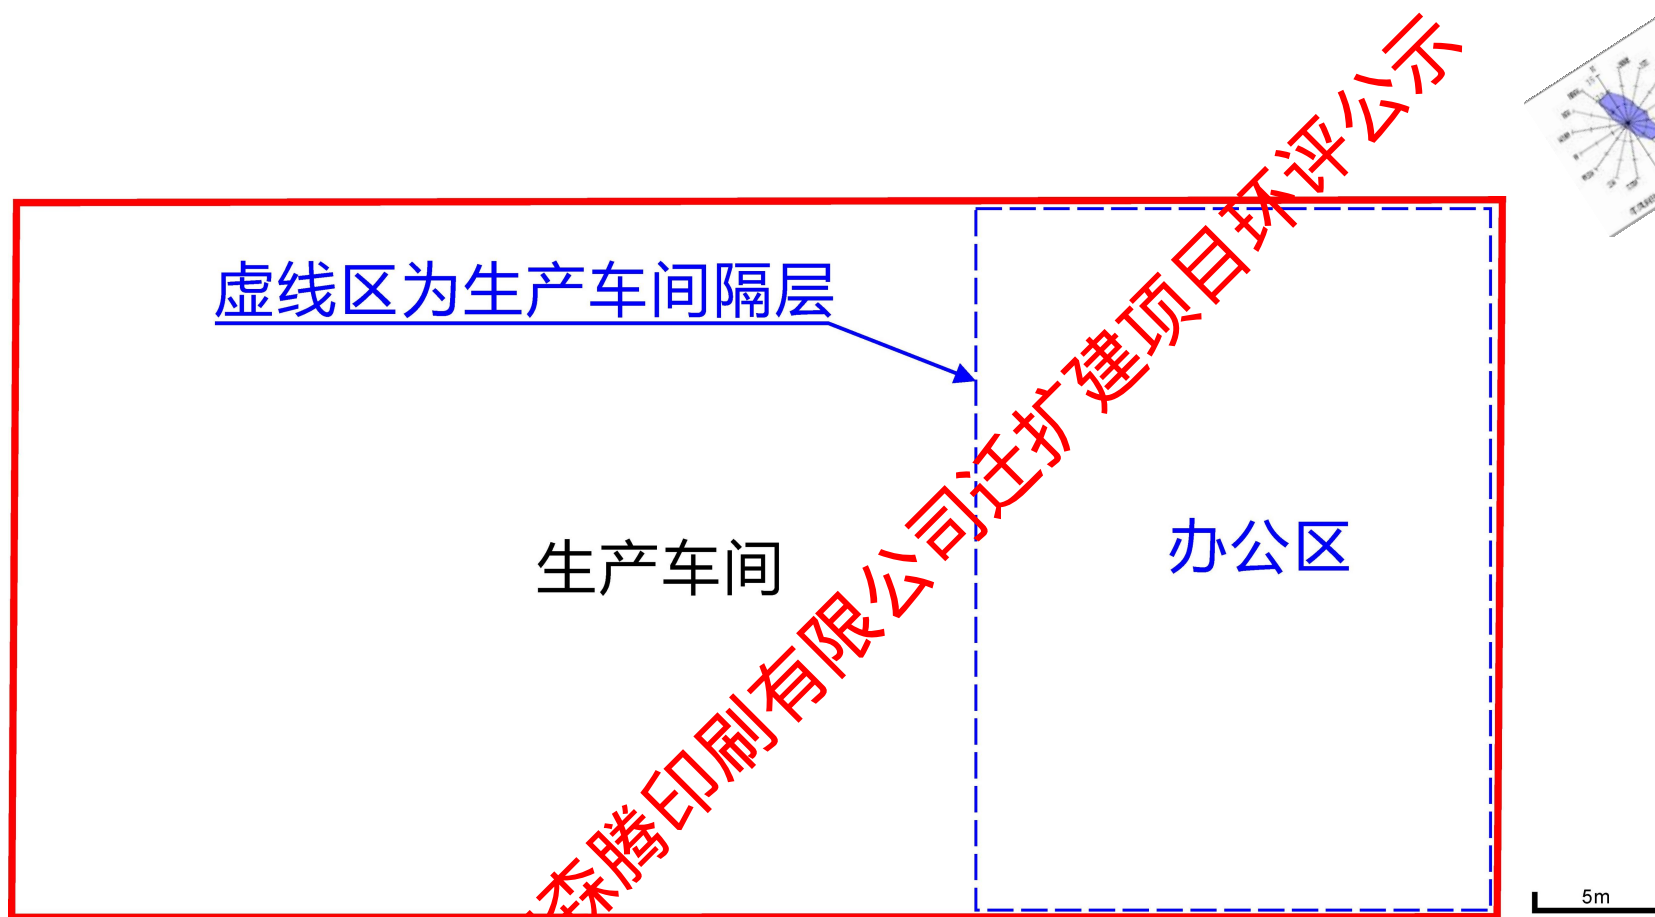 虚线区为生产车间隔层
生产车间
办公区
森腾印刷有限公司迁扩建项目环评公示
5m